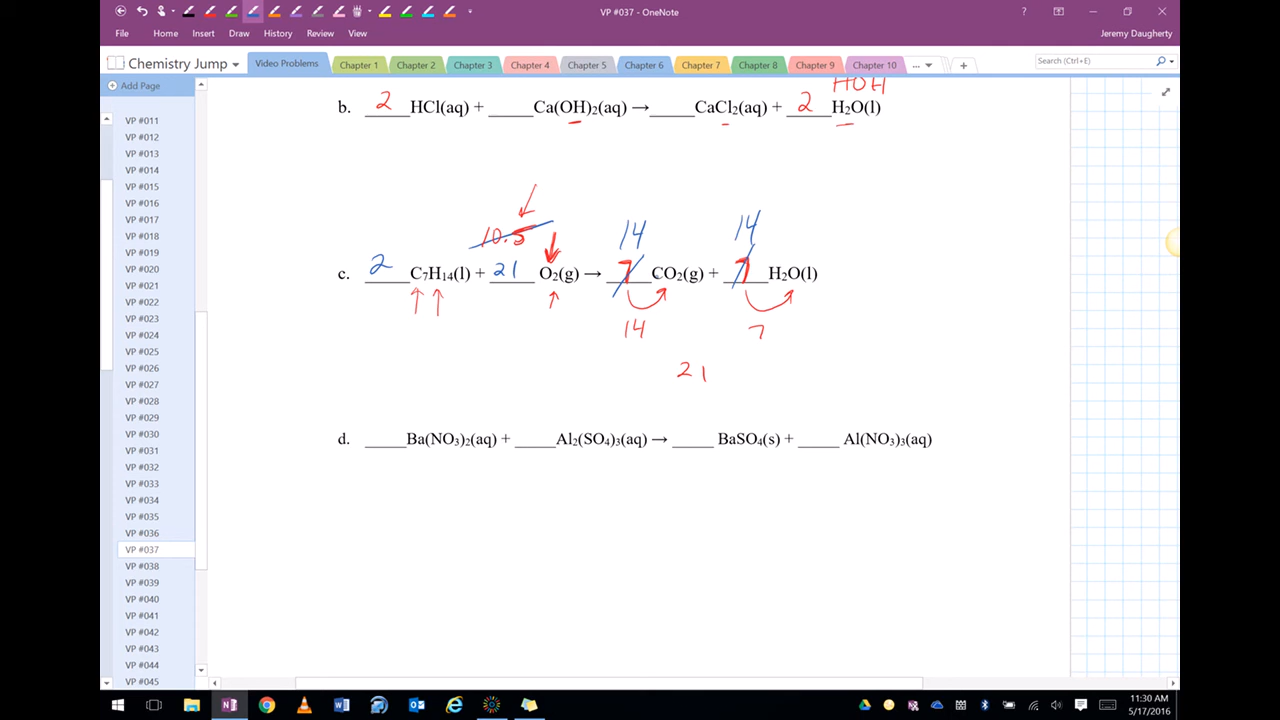 VP #037 - OneNote
File Home Insert Draw History Review View
Jeremy Daugherty
Chemistry Jump
Video Problems Chapter 1 Chapter 2 Chapter 3 Chapter 4 Chapter 5 Chapter 6 Chapter 7 Chapter 8 Chapter 9 Chapter 10 ...
Search (Ctrl+E)
Add Page
VP #011
VP #012
VP #013
VP #014
VP #015
VP #016
VP #017
VP #018
VP #019
VP #020
VP #021
VP #022
VP #023
VP #024
VP #025
VP #026
VP #027
VP #028
VP #029
VP #030
VP #031
VP #032
VP #033
VP #034
VP #035
VP #036
VP #037
VP #038
VP #039
VP #040
VP #041
VP #042
VP #043
VP #044
VP #045
HOH
b. 2 HCl(aq) + _____Ca(OH)2(aq) → _____CaCl2(aq) + 2 H2O(l)
10.5 14 14
c. 2 C7H14(l) + 21 O2(g) → 7 CO2(g) + 7 H2O(l)
14 7
21
d. _____Ba(NO3)2(aq) + _____Al2(SO4)3(aq) → _____ BaSO4(s) + _____ Al(NO3)3(aq)
11:30 AM
5/17/2016